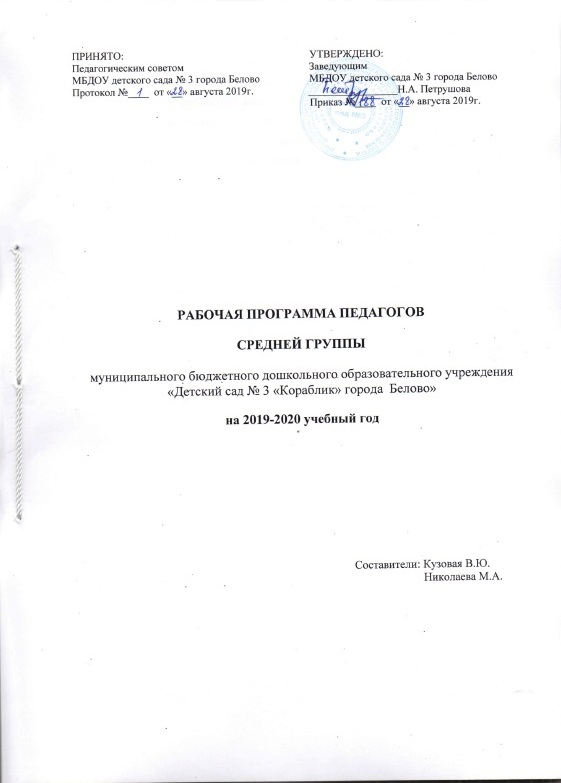 ПРИНЯТО:
Педагогическим советом
МБДОУ детского сада № 3 города Белово
Протокол № 1 от «28» августа 2019г.
УТВЕРЖДЕНО:
Заведующим
МБДОУ детского сада № 3 города Белово
Н.А. Петрушова
Приказ № 188 от «28» августа 2019г.
РАБОЧАЯ ПРОГРАММА ПЕДАГОГОВ
СРЕДНЕЙ ГРУППЫ
муниципального бюджетного дошкольного образовательного учреждения
«Детский сад № 3 «Кораблик» города Белово»
на 2019-2020 учебный год
Составители: Кузовая В.Ю.
Николаева М.А.